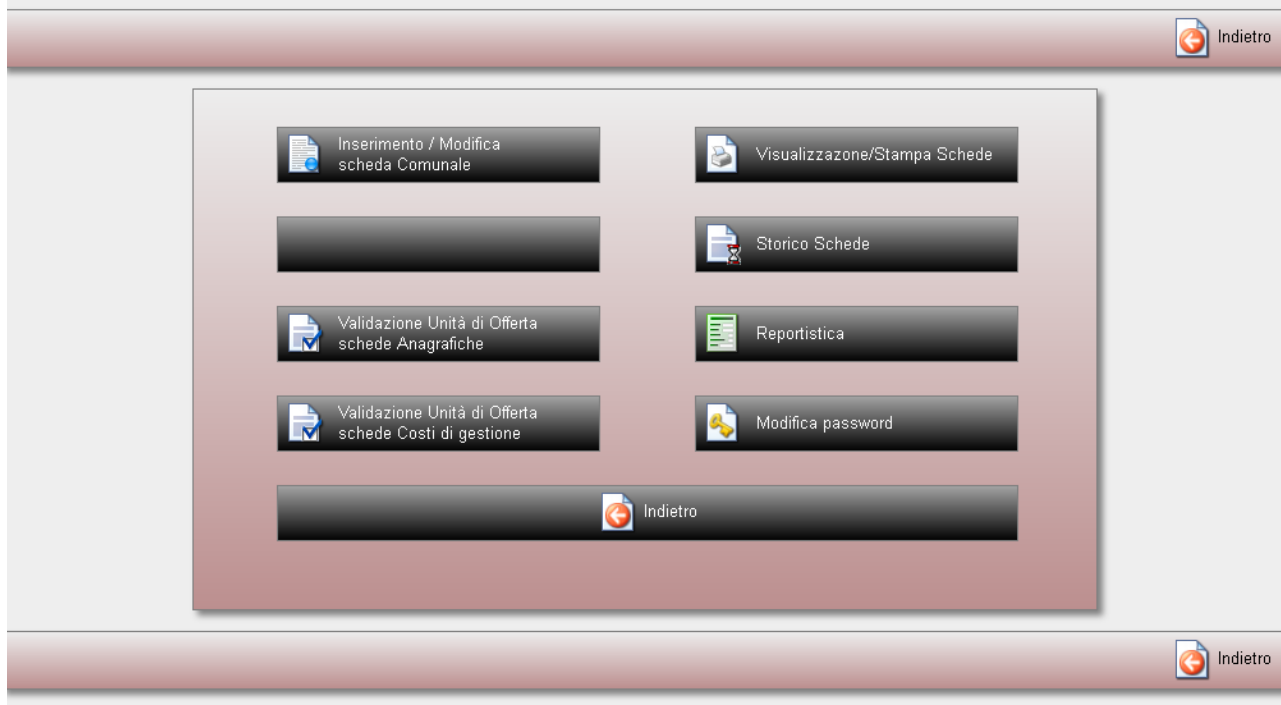 Indietro
Inserimento / Modifica
scheda Comunale
Visualizzazone/Stampa Schede
Storico Schede
Validazione Unità di Offerta
schede Anagrafiche
Reportistica
Validazione Unità di Offerta
schede Costi di gestione
Modifica password
Indietro
Indietro